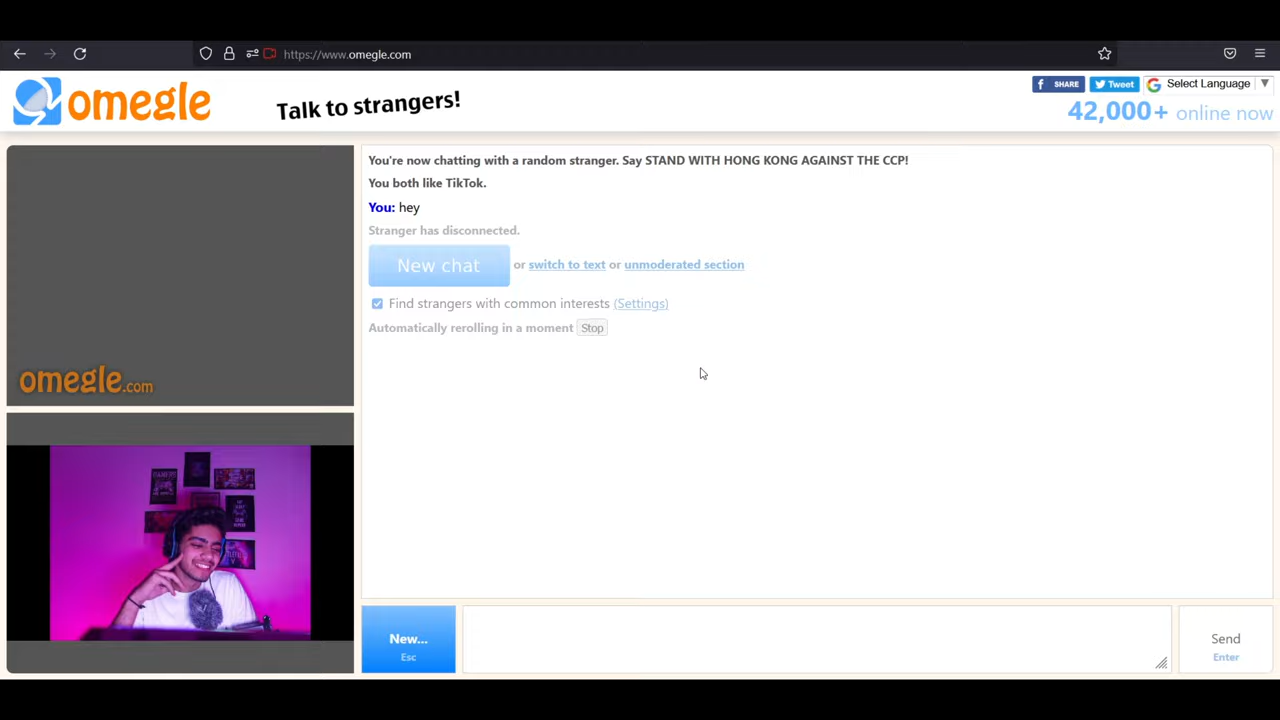 https://www.omegle.com
omegle
Talk to strangers!
SHARE
Tweet
Select Language
42,000+ online now
You're now chatting with a random stranger. Say STAND WITH HONG KONG AGAINST THE CCP!
You both like TikTok.
You: hey
Stranger has disconnected.
New chat or switch to text or unmoderated section
Find strangers with common interests (Settings)
Automatically rerolling in a moment Stop
omegle.com
New...
Esc
Send
Enter